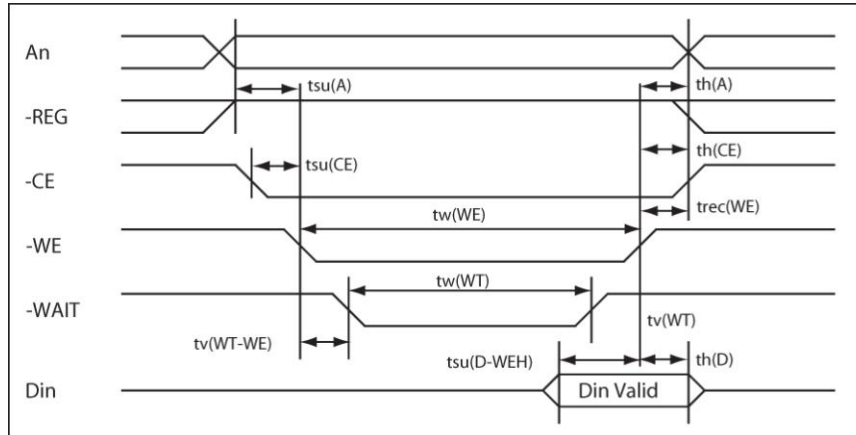 An
tsu(A)
th(A)
-REG
tsu(CE)
th(CE)
-CE
tw(WE)
trec(WE)
-WE
tw(WT)
-WAIT
tv(WT-WE)
tv(WT)
tsu(D-WEH)
th(D)
Din
Din Valid